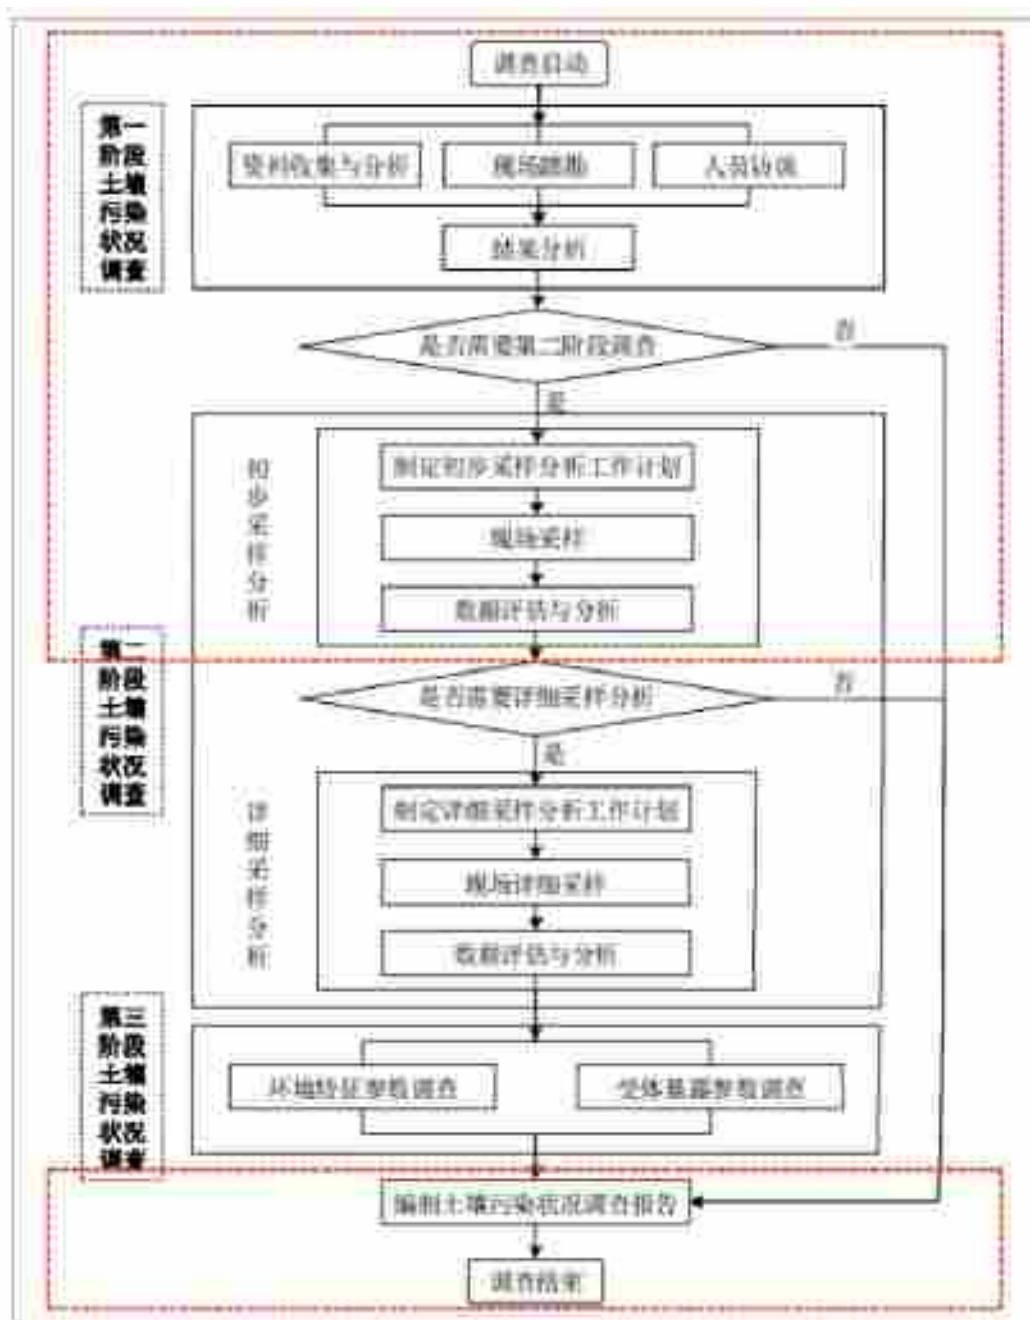 调查启动
第一
阶段
土壤
污染
状况
调查
资料收集与分析
现场踏勘
人员访谈
结果分析
是否需要第二阶段调查
否
是
初步采样分析
制定初步采样分析工作计划
现场采样
数据评估与分析
第二
阶段
土壤
污染
状况
调查
是否需要详细采样分析
否
是
详细采样分析
制定详细采样分析工作计划
现场详细采样
数据评估与分析
第三
阶段
土壤
污染
状况
调查
特征参数调查
受体暴露参数调查
编制土壤污染状况调查报告
调查结束